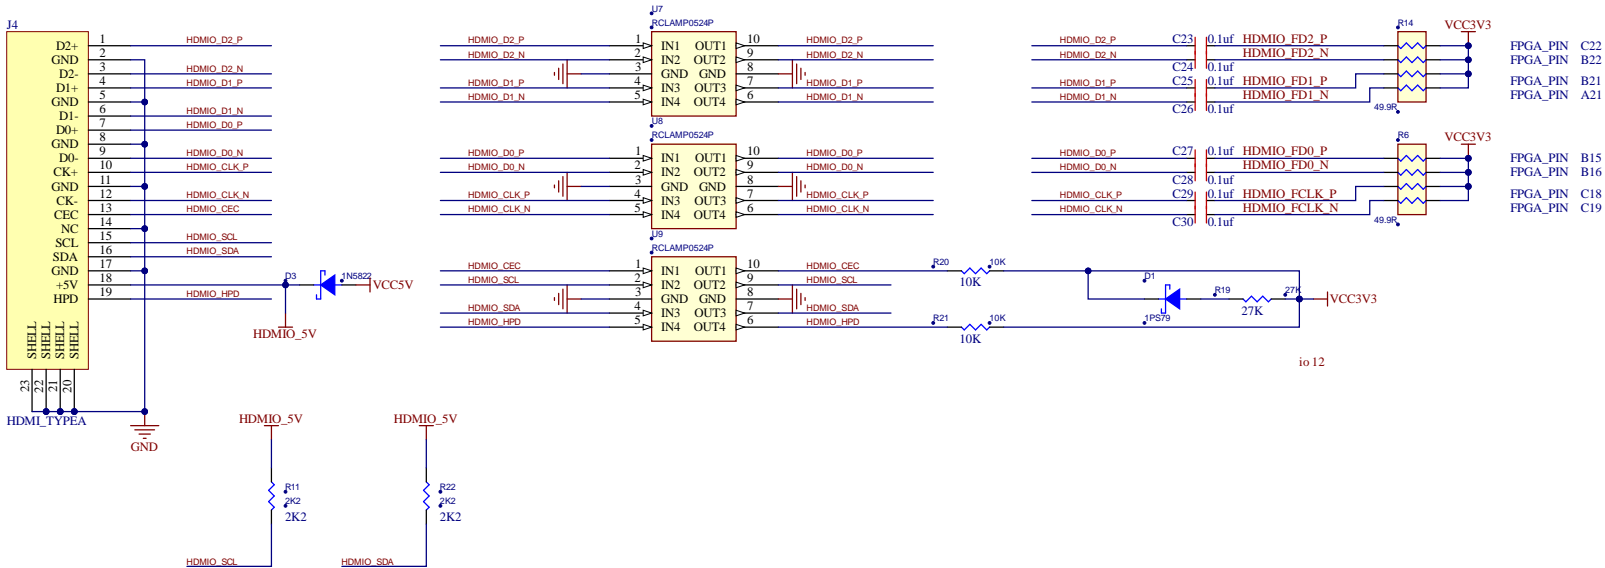 J4
D2+ 1 HDMIO_D2_P
GND 2
D2- 3 HDMIO_D2_N
D1+ 4 HDMIO_D1_P
GND 5
D1- 6 HDMIO_D1_N
D0+ 7 HDMIO_D0_P
GND 8
D0- 9 HDMIO_D0_N
CK+ 10 HDMIO_CLK_P
GND 11
CK- 12 HDMIO_CLK_N
CEC 13 HDMIO_CEC
NC 14
SCL 15 HDMIO_SCL
SDA 16 HDMIO_SDA
GND 17
+5V 18
HPD 19 HDMIO_HPD
SHELL SHELL SHELL SHELL
23 22 21 20
HDMI_TYPEA
GND
D3 1N5822 VCC5V
HDMIO_5V
U7
RCLAMP0524P
HDMIO_D2_P 1 IN1 OUT1 10 HDMIO_D2_P
HDMIO_D2_N 2 IN2 OUT2 9 HDMIO_D2_N
3 GND GND 8
HDMIO_D1_P 4 IN3 OUT3 7 HDMIO_D1_P
HDMIO_D1_N 5 IN4 OUT4 6 HDMIO_D1_N
U8
RCLAMP0524P
HDMIO_D0_P 1 IN1 OUT1 10 HDMIO_D0_P
HDMIO_D0_N 2 IN2 OUT2 9 HDMIO_D0_N
3 GND GND 8
HDMIO_CLK_P 4 IN3 OUT3 7 HDMIO_CLK_P
HDMIO_CLK_N 5 IN4 OUT4 6 HDMIO_CLK_N
U9
RCLAMP0524P
HDMIO_CEC 1 IN1 OUT1 10 HDMIO_CEC
HDMIO_SCL 2 IN2 OUT2 9 HDMIO_SCL
3 GND GND 8
HDMIO_SDA 4 IN3 OUT3 7 HDMIO_SDA
HDMIO_HPD 5 IN4 OUT4 6 HDMIO_HPD
R14 VCC3V3
HDMIO_D2_P C23 0.1uf HDMIO_FD2_P FPGA_PIN C22
HDMIO_D2_N HDMIO_FD2_N FPGA_PIN B22
C24 0.1uf
HDMIO_D1_P C25 0.1uf HDMIO_FD1_P FPGA_PIN B21
HDMIO_D1_N HDMIO_FD1_N FPGA_PIN A21
C26 0.1uf 49.9R
R6 VCC3V3
HDMIO_D0_P C27 0.1uf HDMIO_FD0_P FPGA_PIN B15
HDMIO_D0_N HDMIO_FD0_N FPGA_PIN B16
C28 0.1uf
HDMIO_CLK_P C29 0.1uf HDMIO_FCLK_P FPGA_PIN C18
HDMIO_CLK_N HDMIO_FCLK_N FPGA_PIN C19
C30 0.1uf 49.9R
R20 10K
10K
D1
1PS79
R19 27K
27K
VCC3V3
R21 10K
10K
io 12
HDMIO_5V
R11
2K2
2K2
HDMIO_SCL
HDMIO_5V
R22
2K2
2K2
HDMIO_SDA